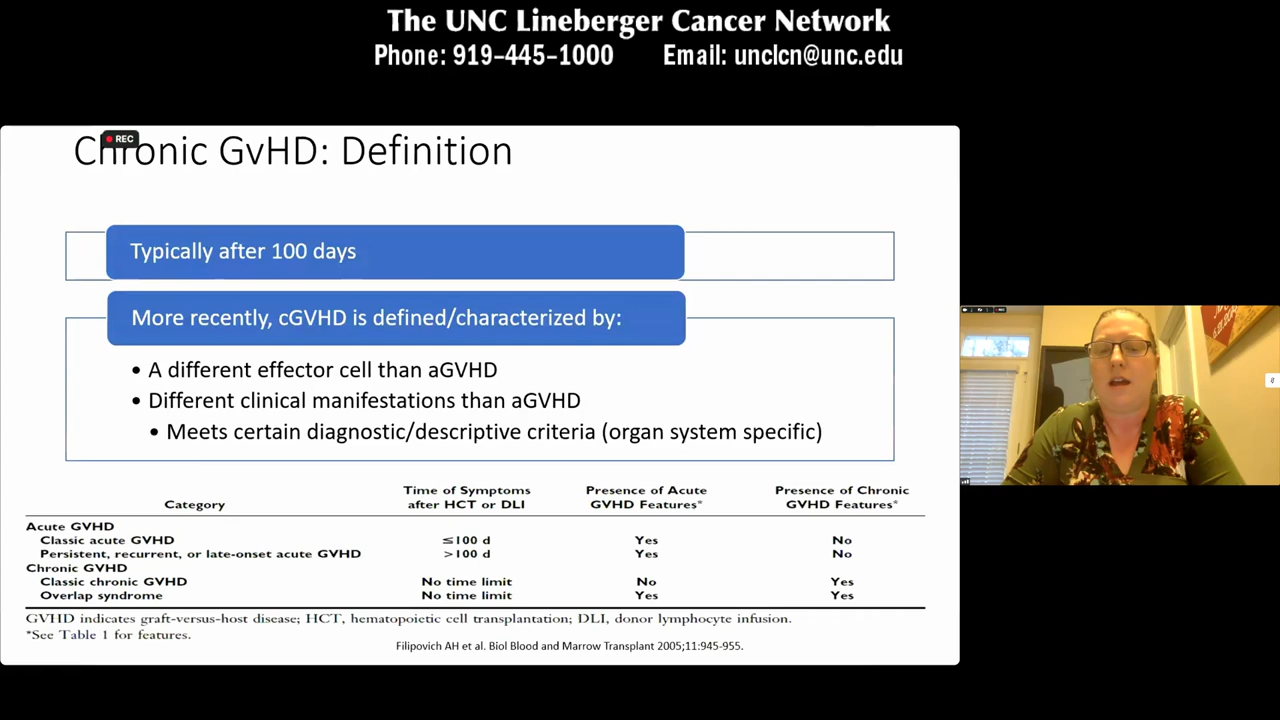 The UNC Lineberger Cancer Network
Phone: 919-445-1000 Email: unclcn@unc.edu
REC
Chronic GvHD: Definition
Typically after 100 days
More recently, cGVHD is defined/characterized by:
• A different effector cell than aGVHD
• Different clinical manifestations than aGVHD
• Meets certain diagnostic/descriptive criteria (organ system specific)
Category Time of Symptoms after HCT or DLI Presence of Acute GVHD Features* Presence of Chronic GVHD Features*
Acute GVHD
Classic acute GVHD ≤100 d Yes No
Persistent, recurrent, or late-onset acute GVHD >100 d Yes No
Chronic GVHD
Classic chronic GVHD No time limit No Yes
Overlap syndrome No time limit Yes Yes
GVHD indicates graft-versus-host disease; HCT, hematopoietic cell transplantation; DLI, donor lymphocyte infusion.
*See Table 1 for features.
Filipovich AH et al. Biol Blood and Marrow Transplant 2005;11:945-955.